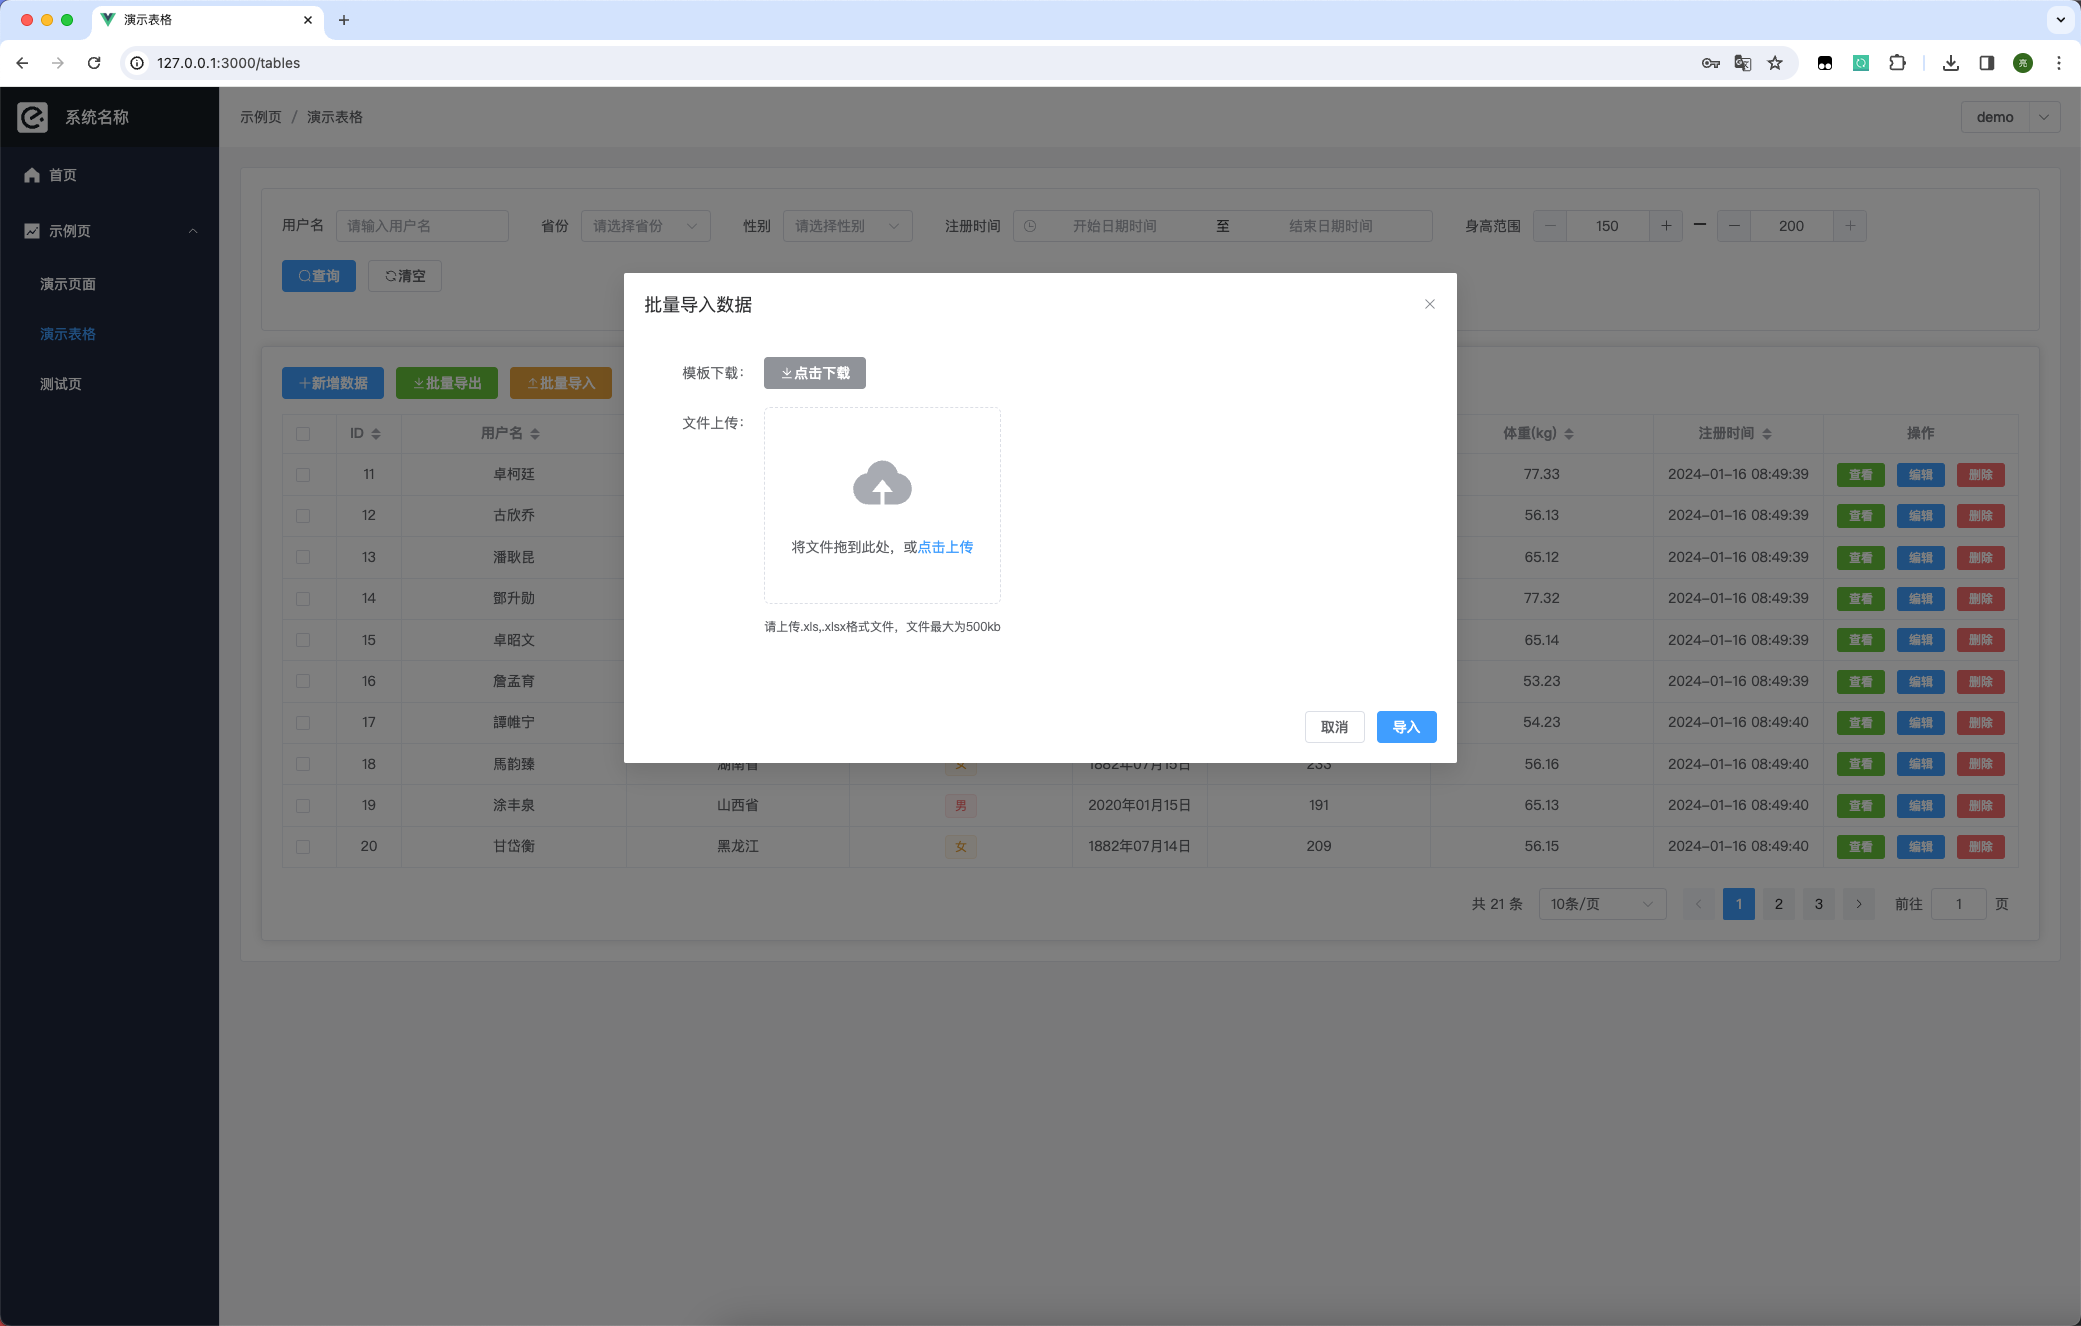 演示表格
127.0.0.1:3000/tables
亮
系统名称
示例页 / 演示表格
demo
首页
示例页
演示页面
演示表格
测试页
用户名 请输入用户名 省份 请选择省份 性别 请选择性别 注册时间 开始日期时间 至 结束日期时间 身高范围 150 — 200
查询 清空
批量导入数据
模板下载: 点击下载
文件上传:
将文件拖到此处，或点击上传
请上传.xls,.xlsx格式文件，文件最大为500kb
取消 导入
新增数据 批量导出 批量导入
ID 用户名 体重(kg) 注册时间 操作
11 卓柯廷 77.33 2024-01-16 08:49:39 查看 编辑 删除
12 古欣乔 56.13 2024-01-16 08:49:39 查看 编辑 删除
13 潘耿昆 65.12 2024-01-16 08:49:39 查看 编辑 删除
14 鄧升勋 77.32 2024-01-16 08:49:39 查看 编辑 删除
15 卓昭文 65.14 2024-01-16 08:49:39 查看 编辑 删除
16 詹孟育 53.23 2024-01-16 08:49:39 查看 编辑 删除
17 譚帷宁 54.23 2024-01-16 08:49:40 查看 编辑 删除
18 馬韵臻 湖南省 女 1882年07月15日 233 56.16 2024-01-16 08:49:40 查看 编辑 删除
19 涂丰泉 山西省 男 2020年01月15日 191 65.13 2024-01-16 08:49:40 查看 编辑 删除
20 甘岱衡 黑龙江 女 1882年07月14日 209 56.15 2024-01-16 08:49:40 查看 编辑 删除
共 21 条 10条/页 1 2 3 前往 1 页